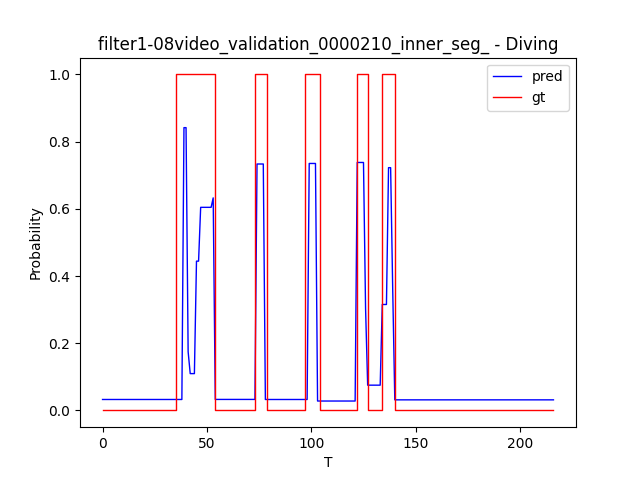 filter1-08video_validation_0000210_inner_seg_ - Diving
pred
gt
Probability
1.0
0.8
0.6
0.4
0.2
0.0
0
50
100
150
200
T